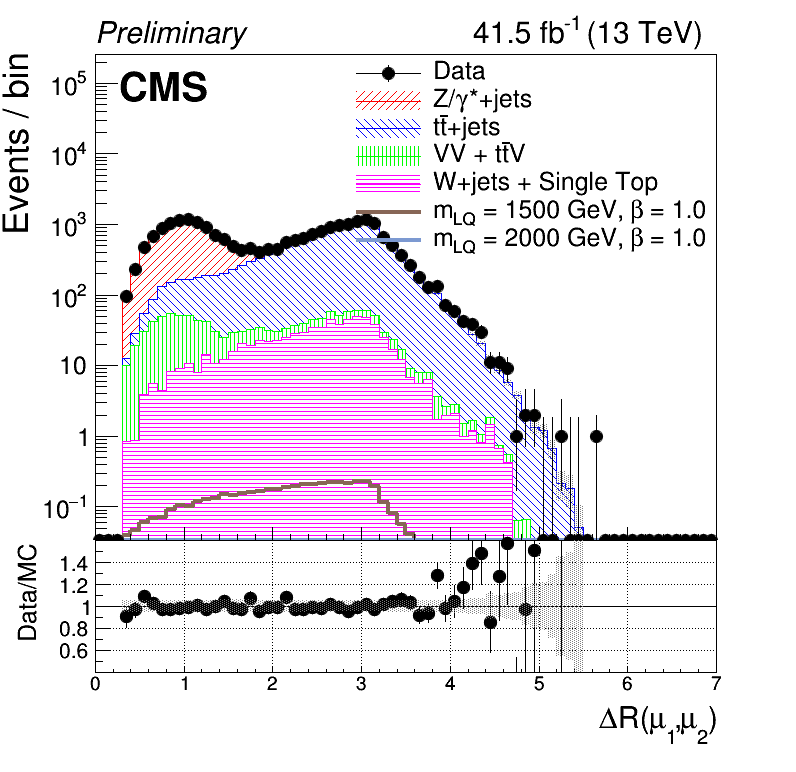 Preliminary 41.5 fb⁻¹ (13 TeV)
CMS
Data
Z/γ*+jets
tt̄+jets
VV + tt̄V
W+jets + Single Top
m_LQ = 1500 GeV, β = 1.0
m_LQ = 2000 GeV, β = 1.0
Events / bin
10⁵
10⁴
10³
10²
10
1
10⁻¹
Data/MC
1.4
1.2
1
0.8
0.6
0 1 2 3 4 5 6 7
ΔR(μ₁,μ₂)